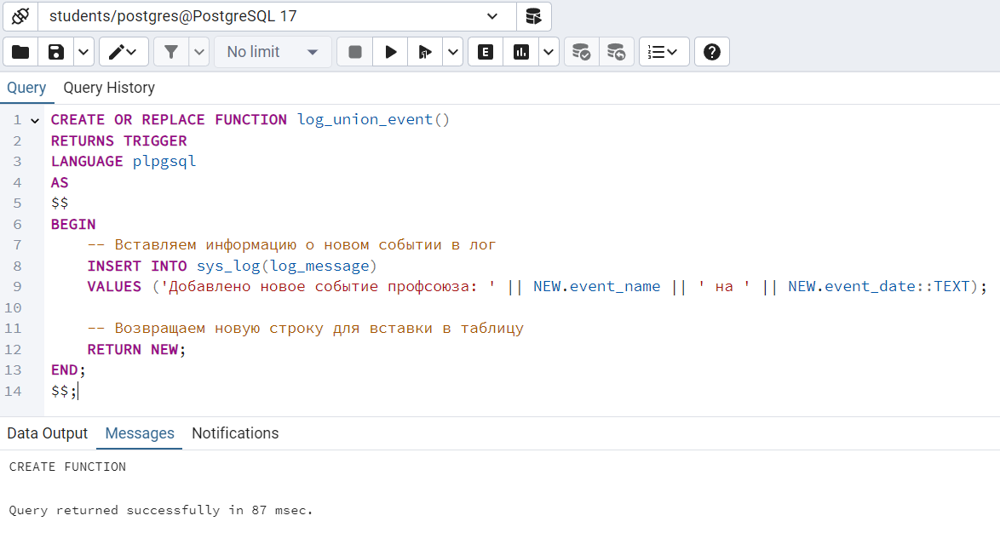 students/postgres@PostgreSQL 17
No limit
E
Query Query History
1 CREATE OR REPLACE FUNCTION log_union_event()
2 RETURNS TRIGGER
3 LANGUAGE plpgsql
4 AS
5 $$
6 BEGIN
7 -- Вставляем информацию о новом событии в лог
8 INSERT INTO sys_log(log_message)
9 VALUES ('Добавлено новое событие профсоюза: ' || NEW.event_name || ' на ' || NEW.event_date::TEXT);
10
11 -- Возвращаем новую строку для вставки в таблицу
12 RETURN NEW;
13 END;
14 $$;
Data Output Messages Notifications
CREATE FUNCTION
Query returned successfully in 87 msec.